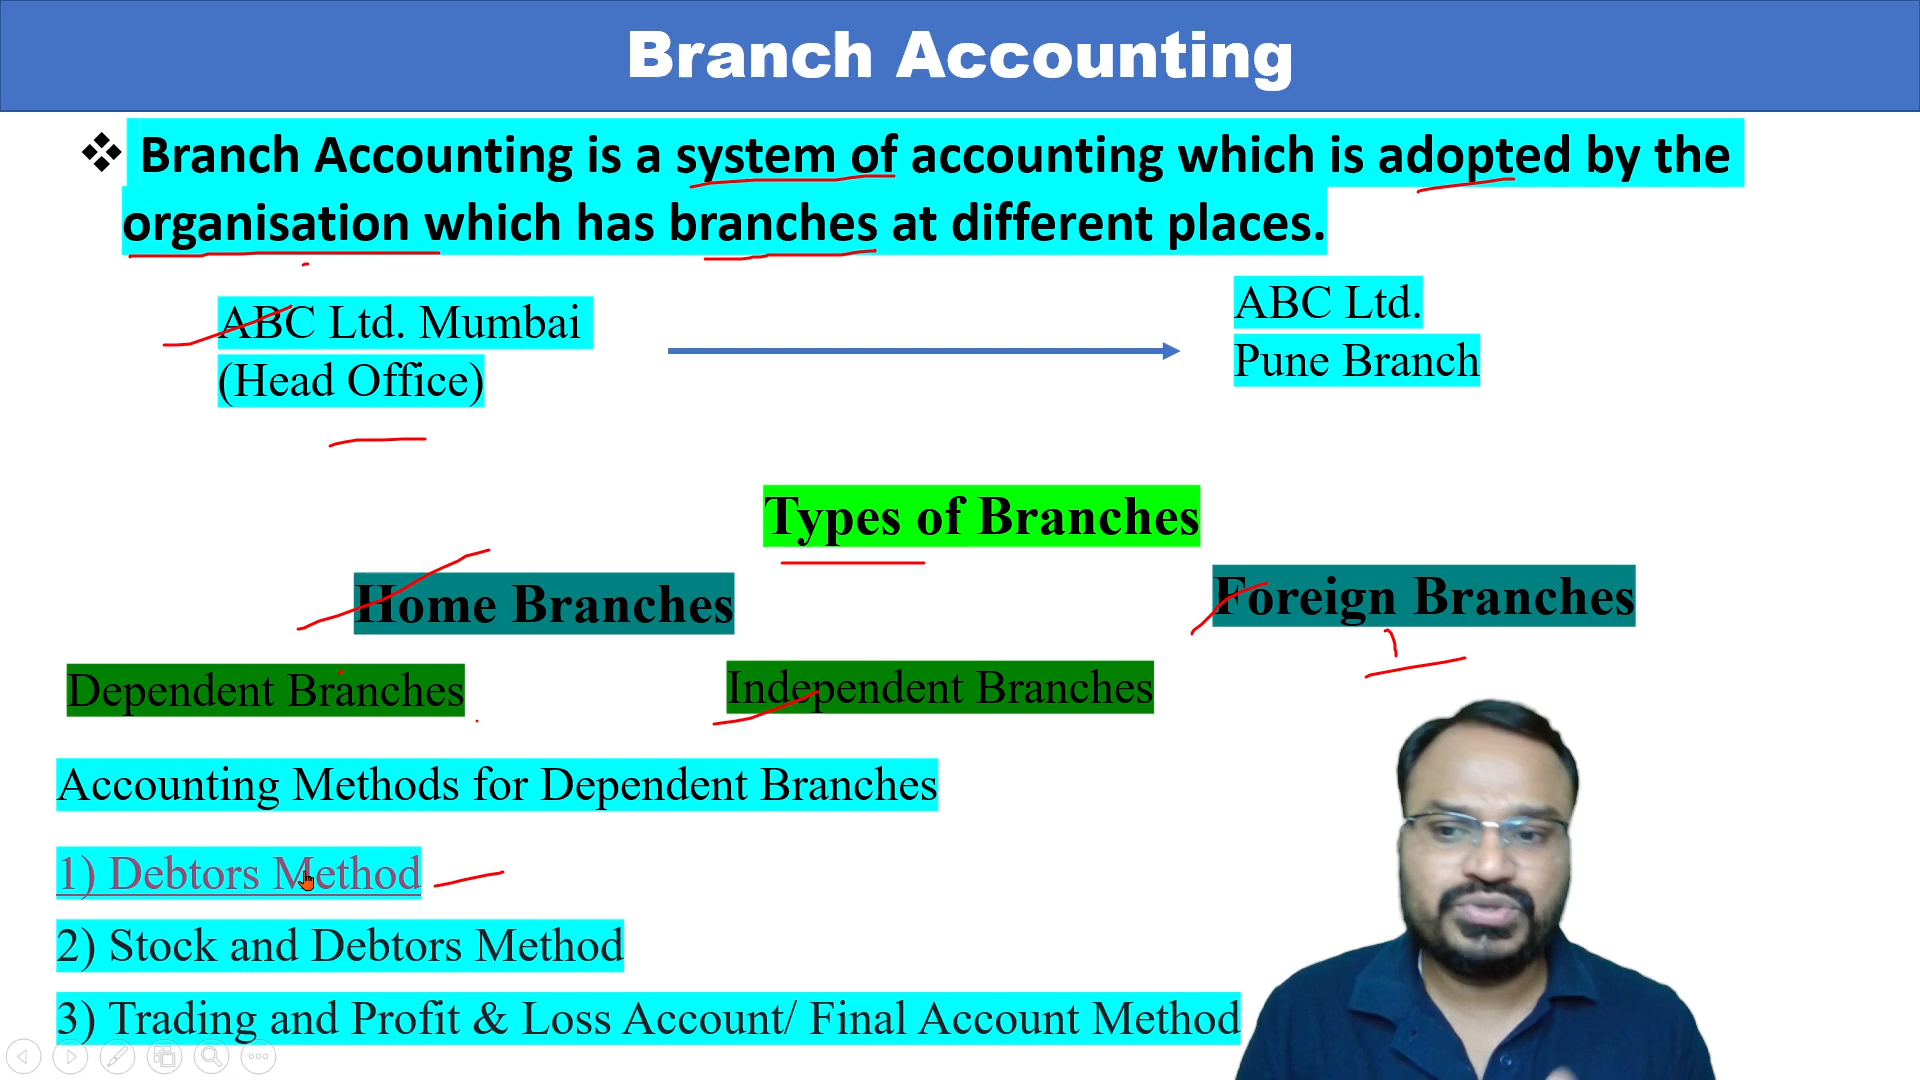 Branch Accounting
Branch Accounting is a system of accounting which is adopted by the
organisation which has branches at different places.
ABC Ltd. Mumbai
(Head Office)
ABC Ltd.
Pune Branch
Types of Branches
Home Branches
Foreign Branches
Dependent Branches
Independent Branches
Accounting Methods for Dependent Branches
1) Debtors Method
2) Stock and Debtors Method
3) Trading and Profit & Loss Account/ Final Account Method